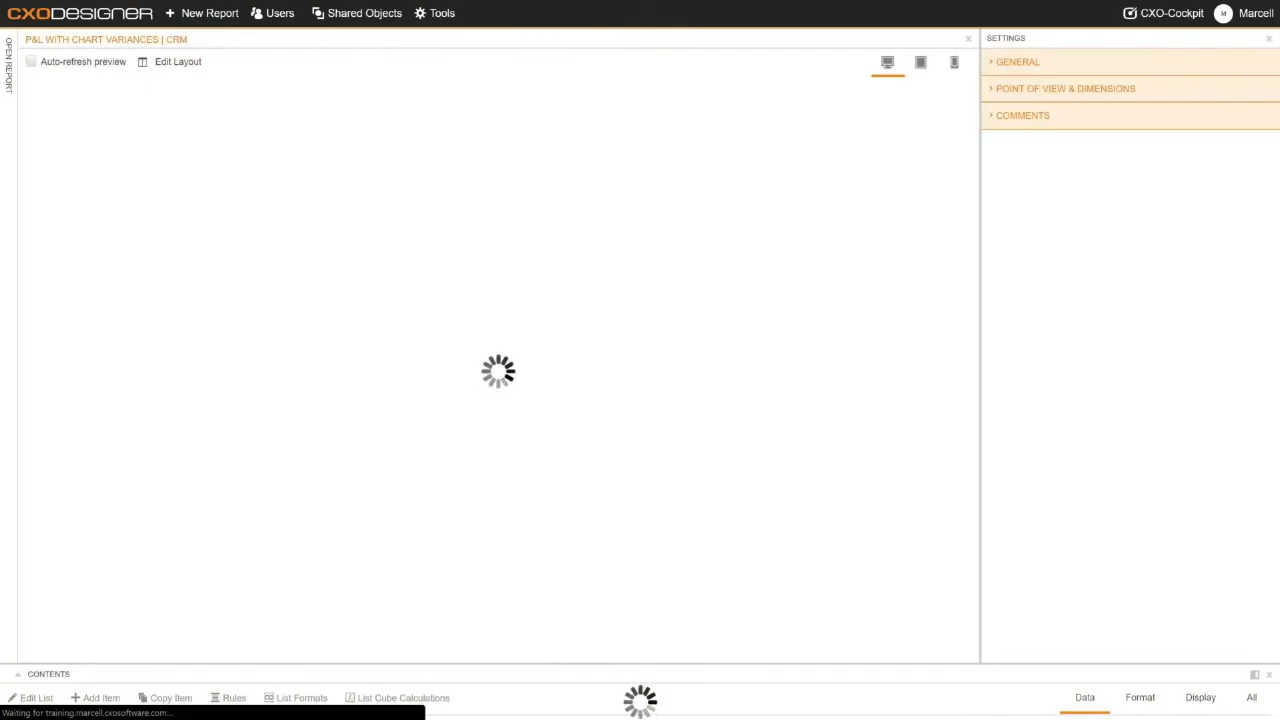 CXODESIGNER New Report Users Shared Objects Tools CXO-Cockpit M Marcell
OPEN REPORT
P&L WITH CHART VARIANCES | CRM
Auto-refresh preview Edit Layout
SETTINGS
GENERAL
POINT OF VIEW & DIMENSIONS
COMMENTS
CONTENTS
Edit List Add Item Copy Item Rules List Formats List Cube Calculations Data Format Display All
Waiting for training.marcell.cxosoftware.com...